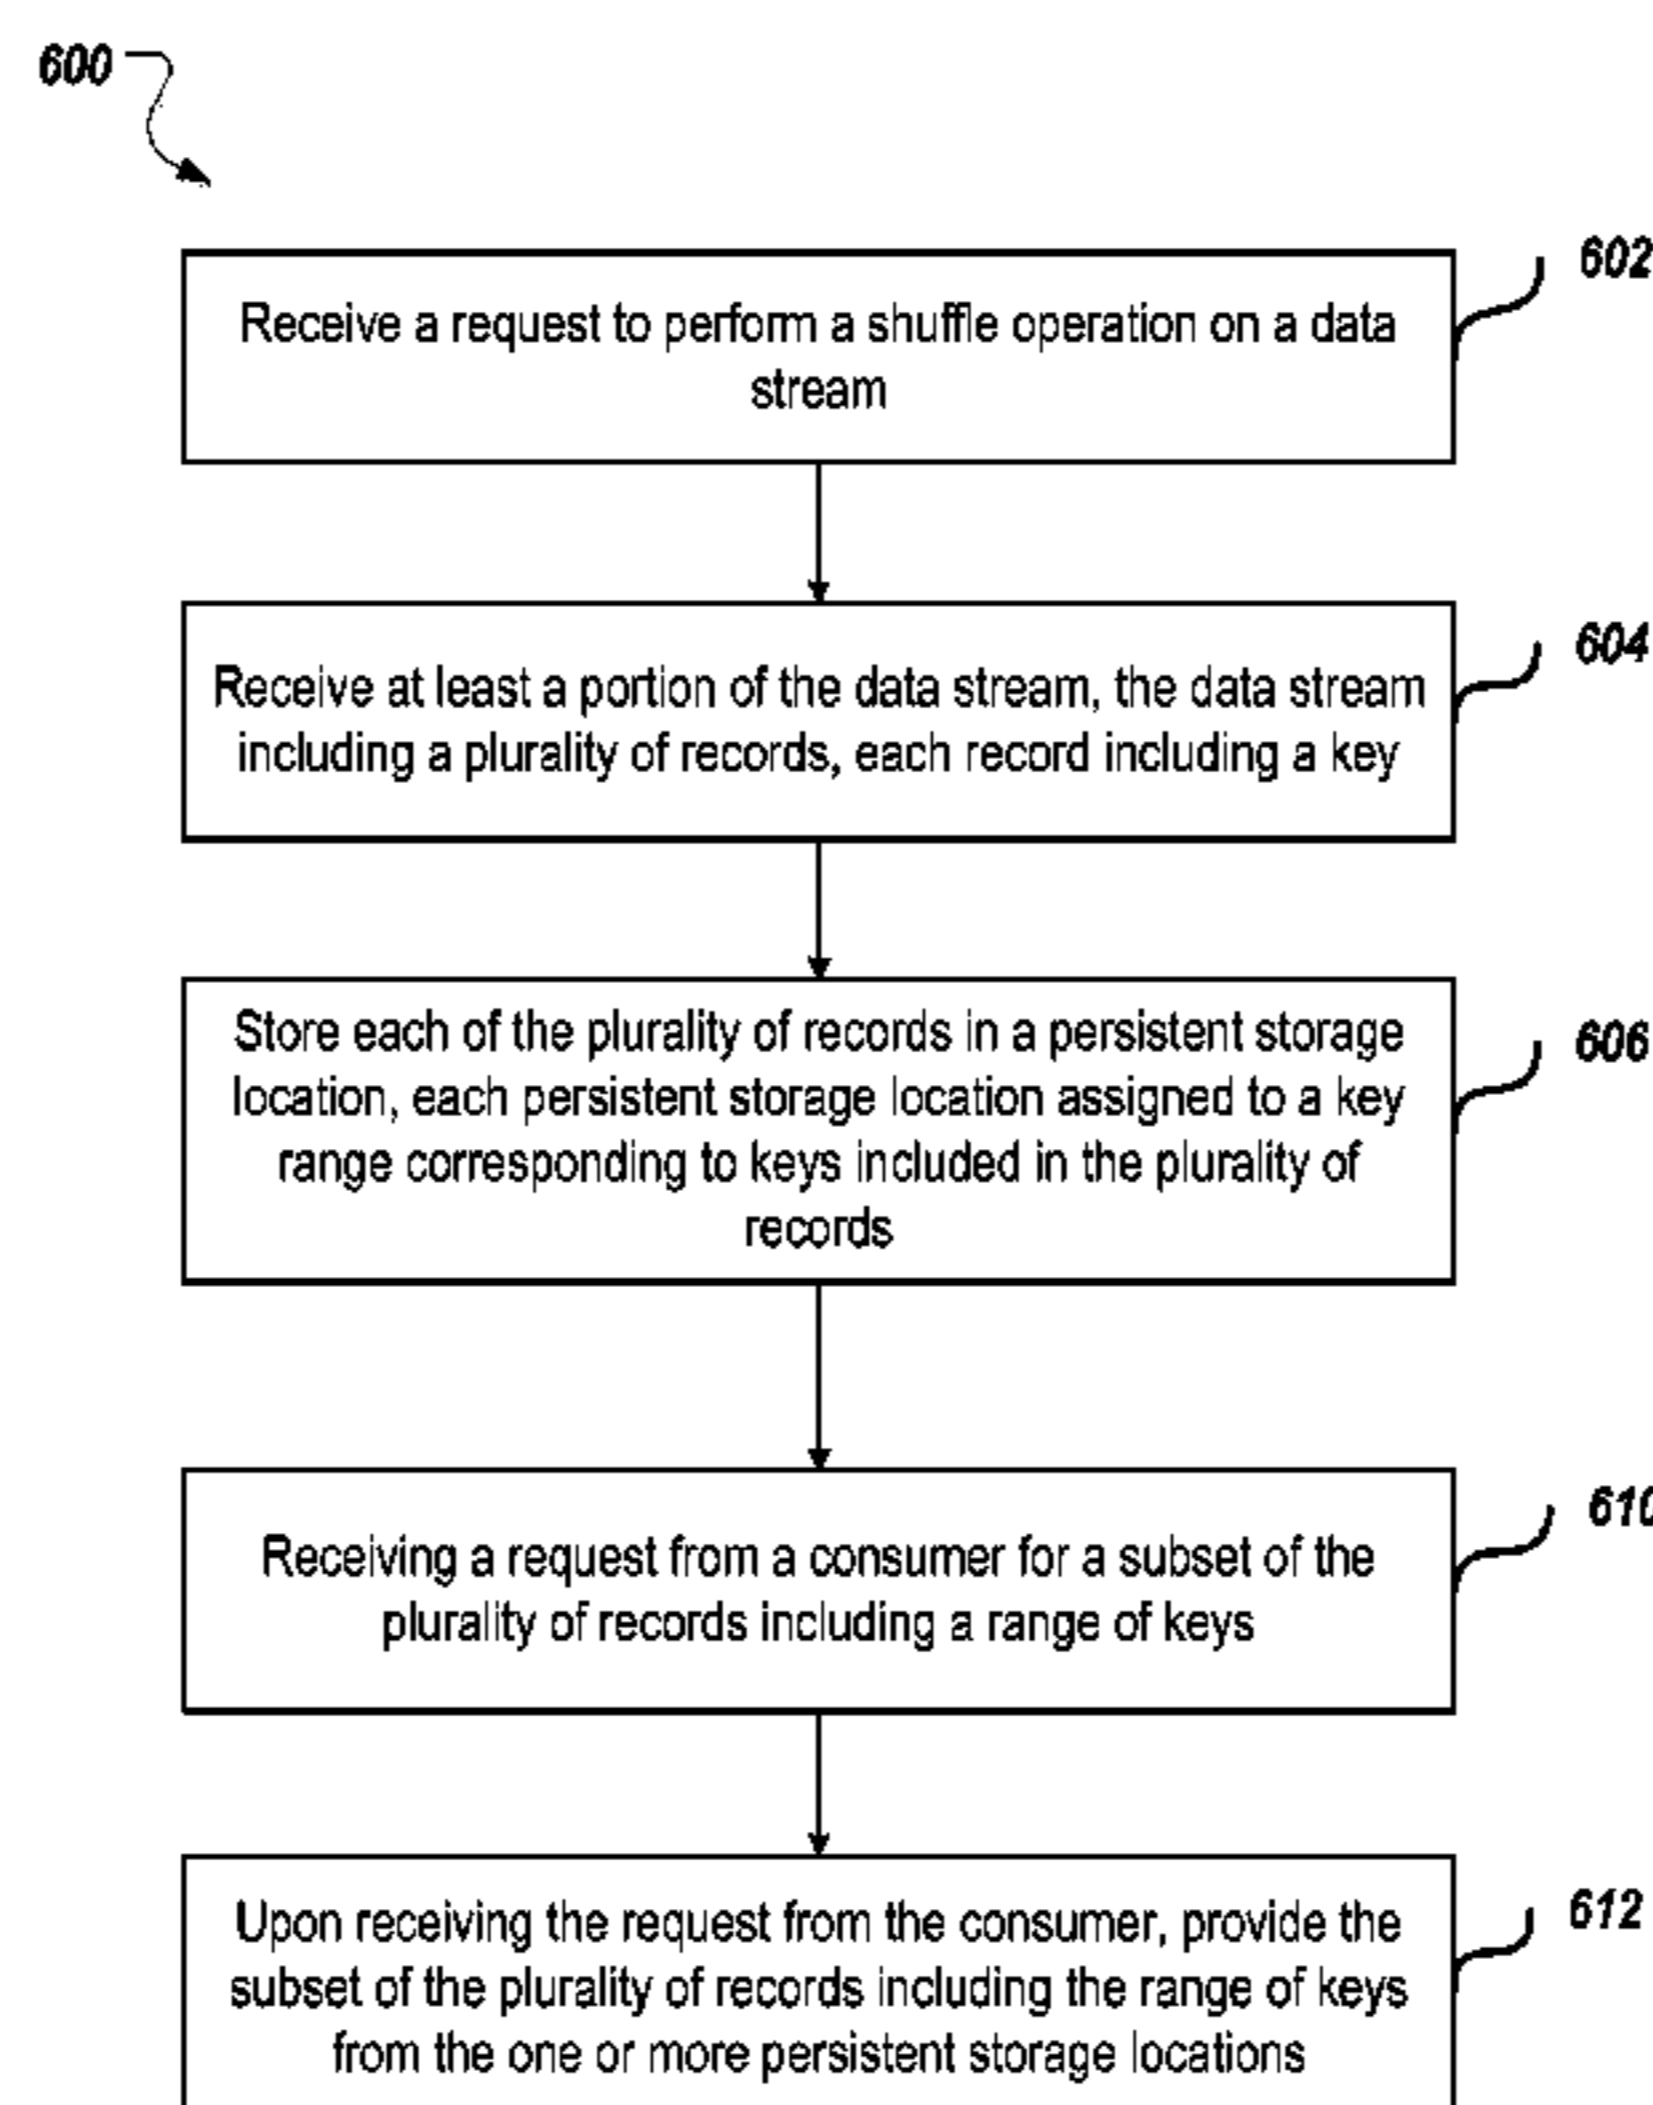 600
602
Receive a request to perform a shuffle operation on a data
stream
604
Receive at least a portion of the data stream, the data stream
including a plurality of records, each record including a key
606
Store each of the plurality of records in a persistent storage
location, each persistent storage location assigned to a key
range corresponding to keys included in the plurality of
records
610
Receiving a request from a consumer for a subset of the
plurality of records including a range of keys
612
Upon receiving the request from the consumer, provide the
subset of the plurality of records including the range of keys
from the one or more persistent storage locations